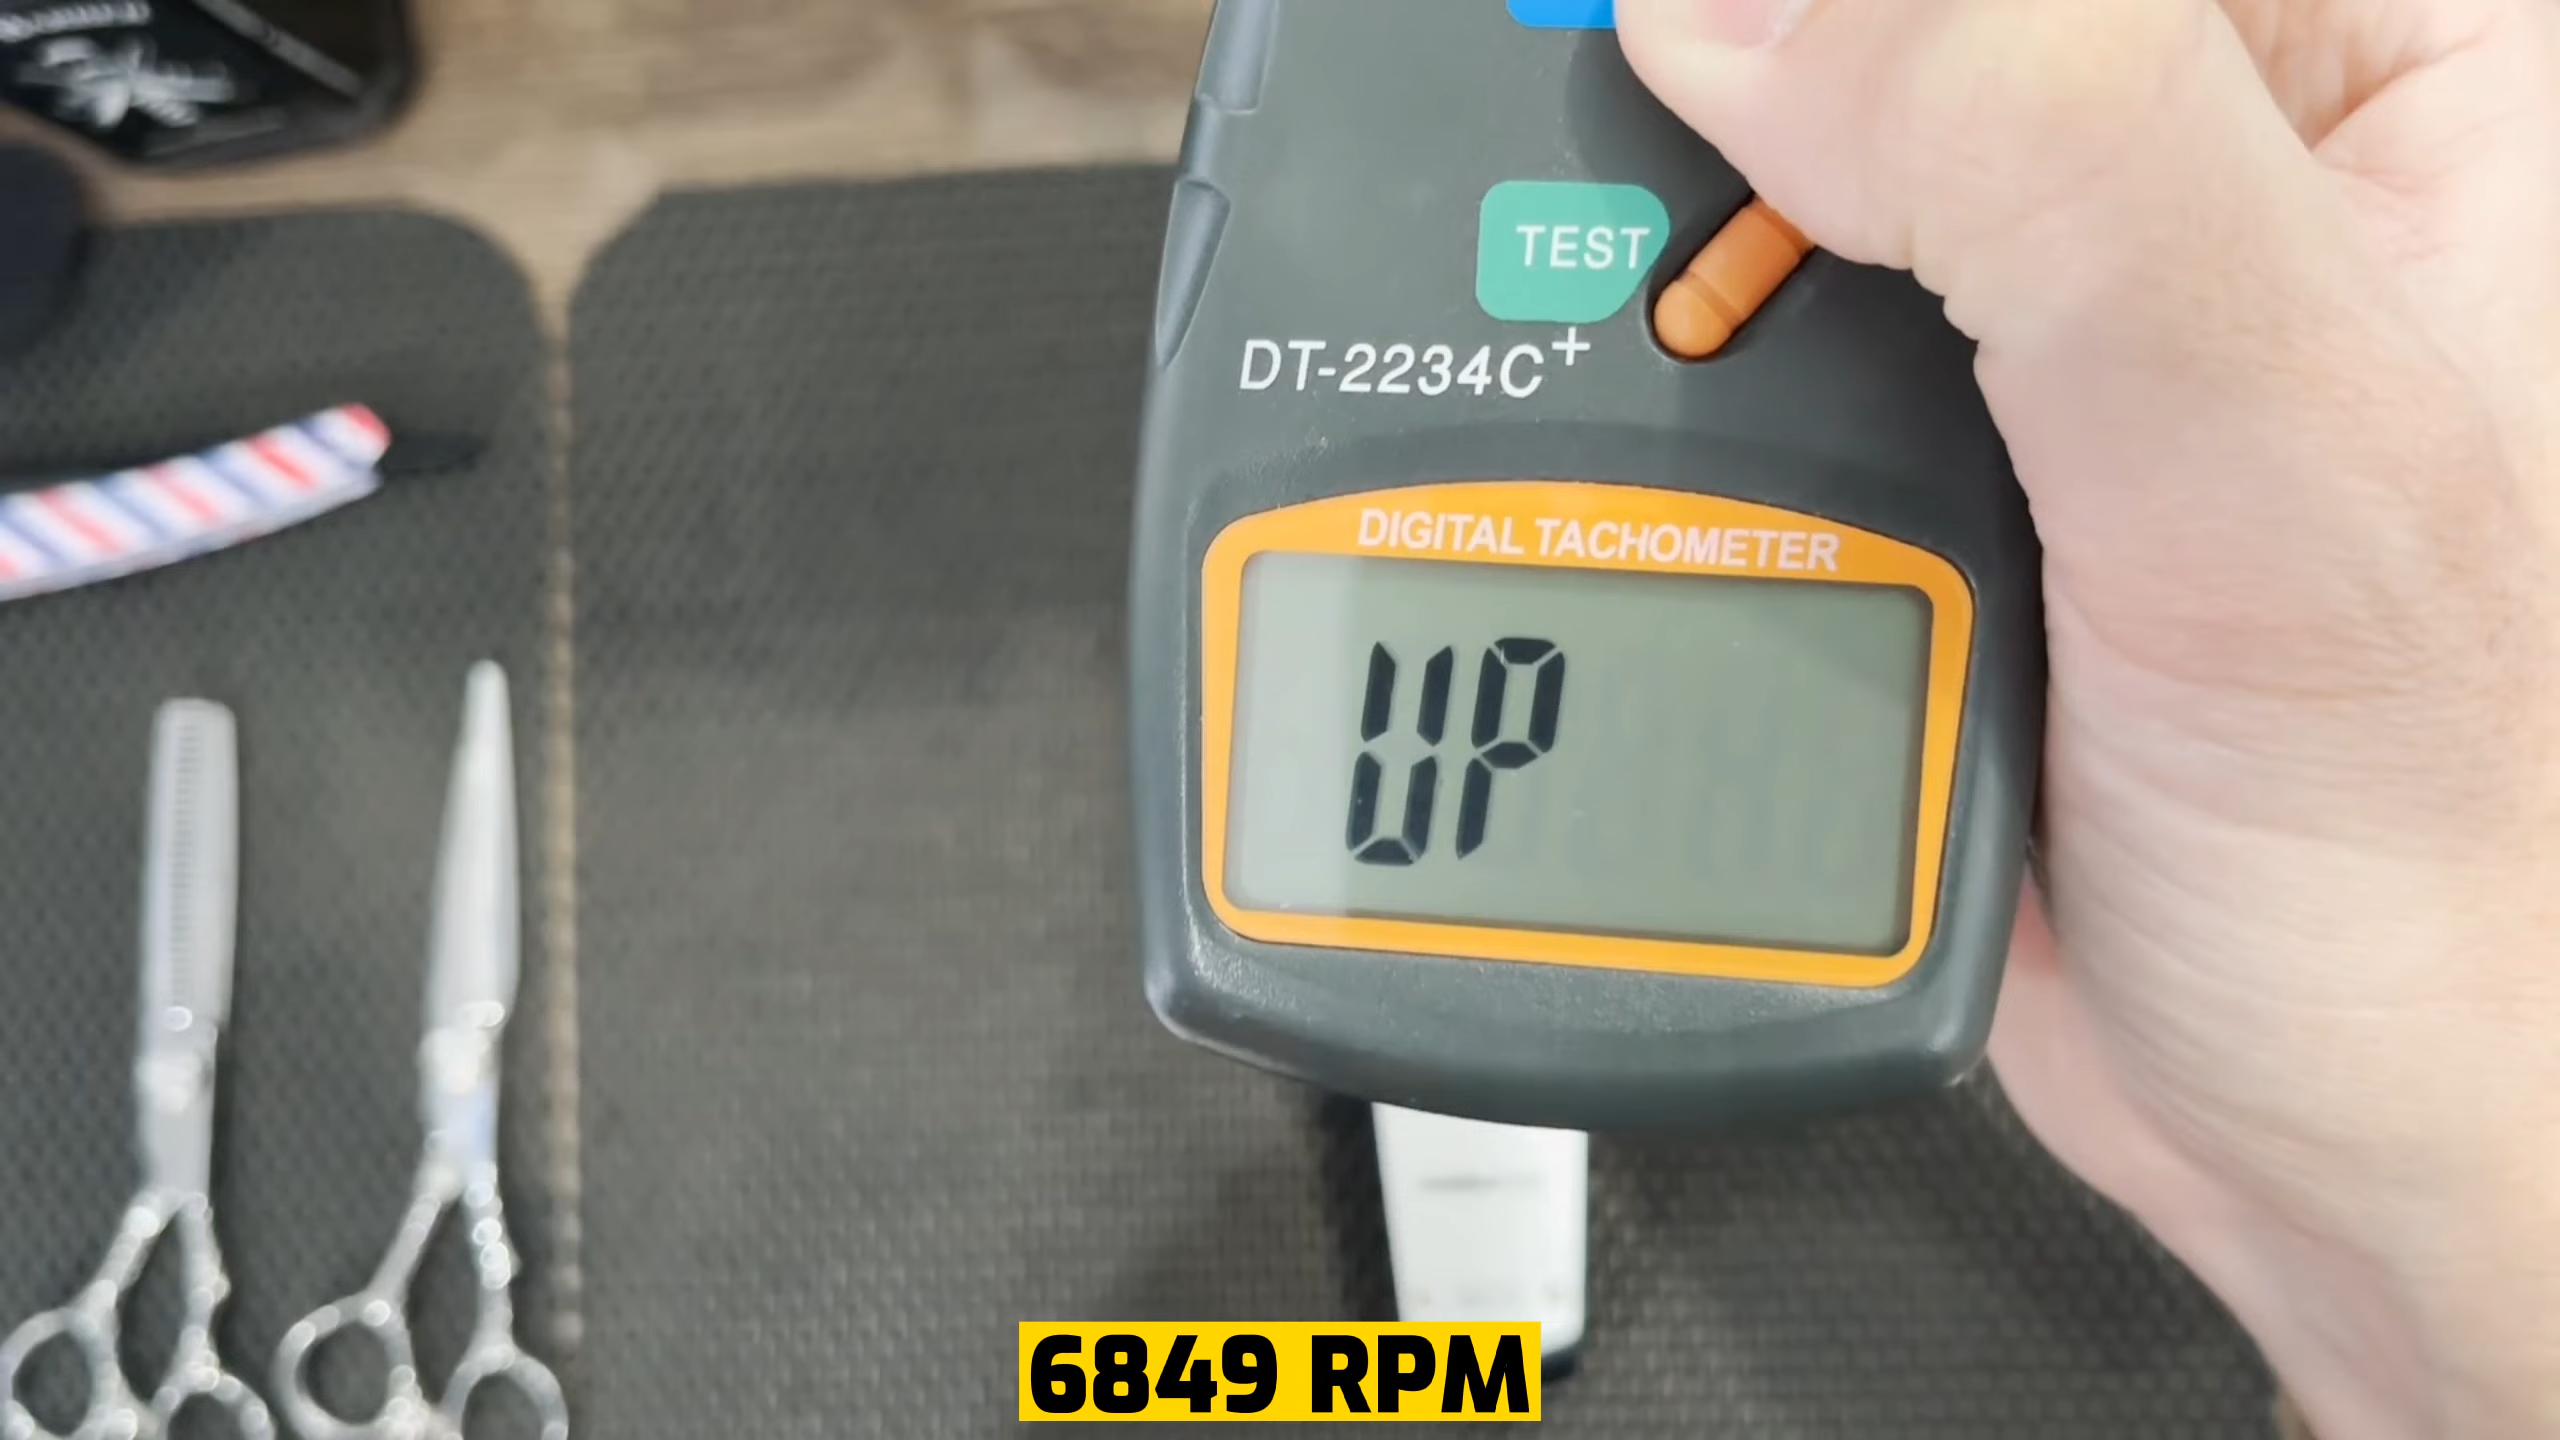 TEST
DT-2234C+
DIGITAL TACHOMETER
UP
6849 RPM